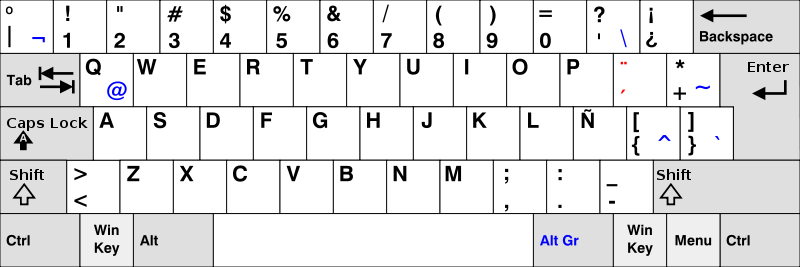 ° ! " # $ % & / ( ) = ? ¡
| ¬ 1 2 3 4 5 6 7 8 9 0 ' \ ¿ Backspace
Tab Q @ W E R T Y U I O P ¨ ´ * + ~ Enter
Caps Lock A A S D F G H J K L Ñ [ { ^ ] } `
Shift > < Z X C V B N M ; , : . _ - Shift
Ctrl Win Key Alt Alt Gr Win Key Menu Ctrl